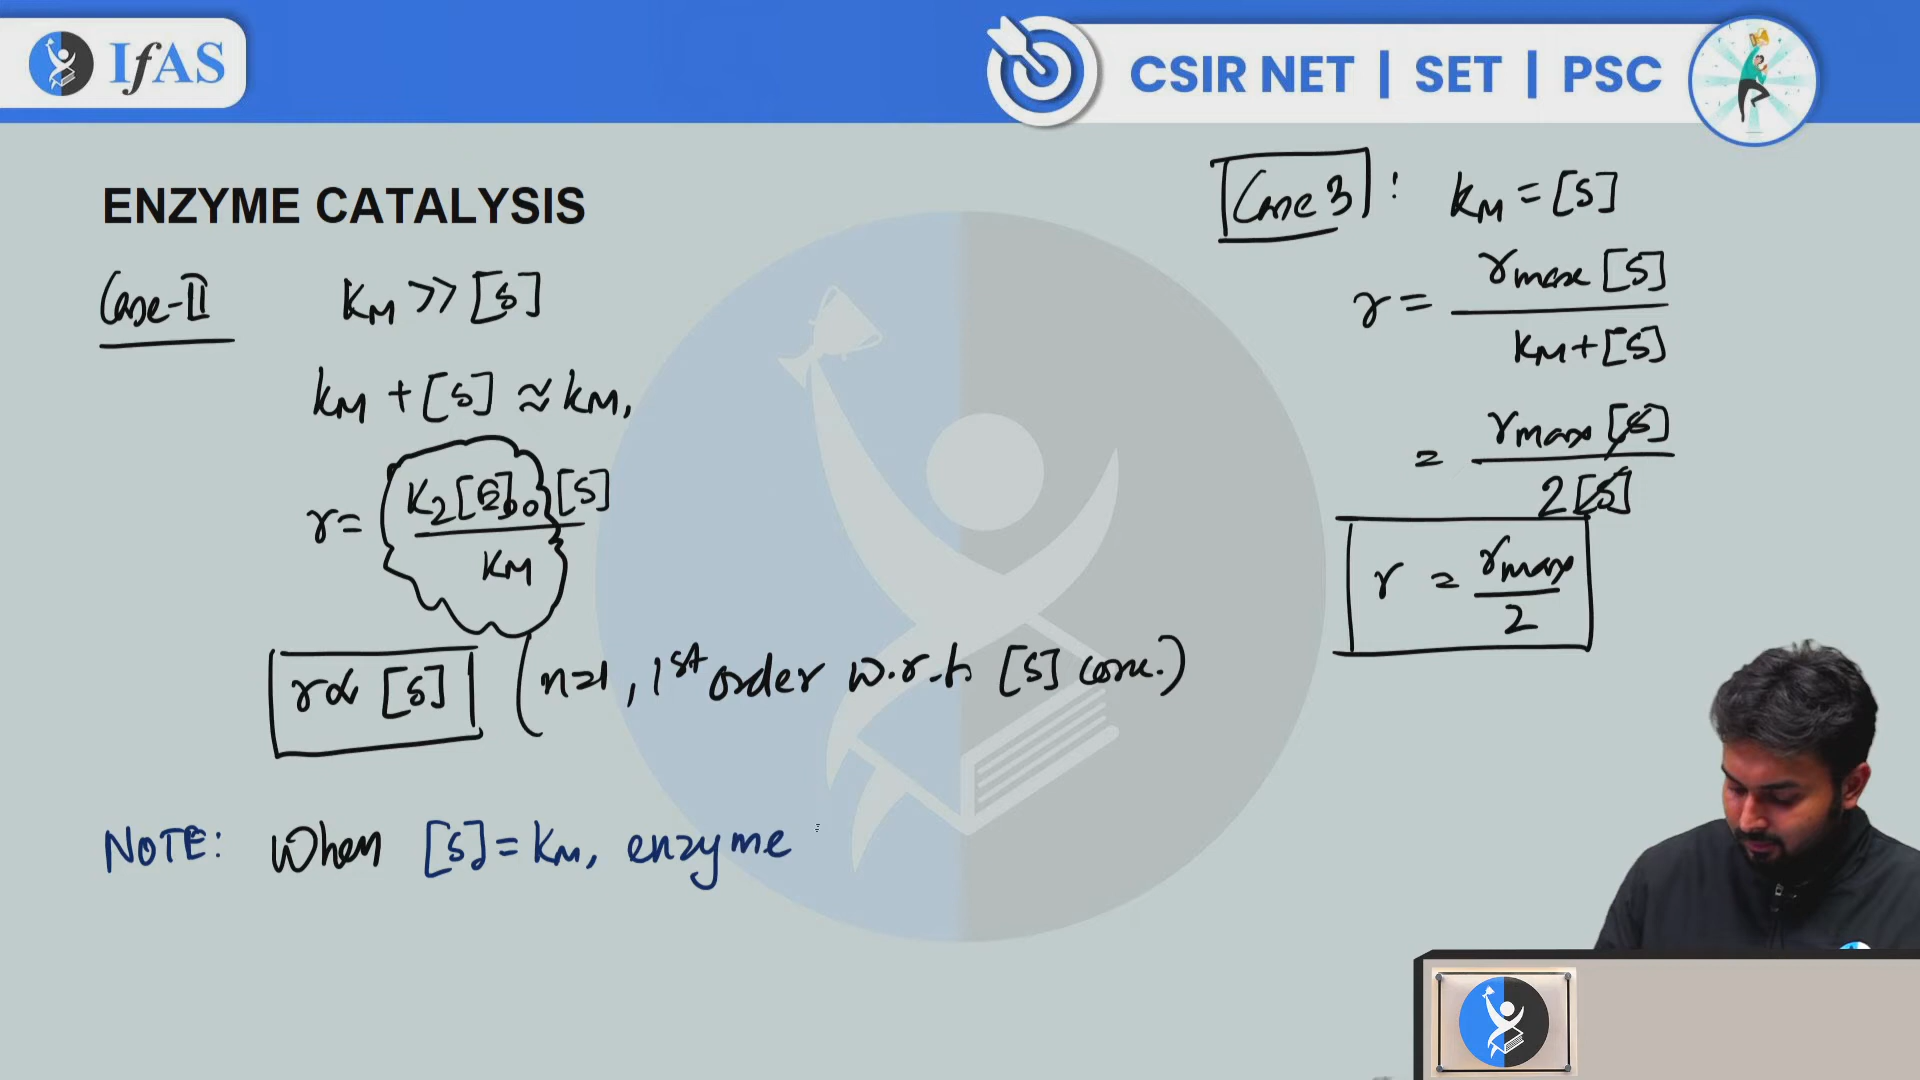 IfAS
CSIR NET | SET | PSC
ENZYME CATALYSIS
Case-II
KM >> [S]
KM + [S] ≈ KM,
r = K2[E]0 [S] / KM
r ∝ [S] (n=1, 1st order w.r.t [S] conc.)
NOTE: When [S] = KM, enzyme
Case 3 : KM = [S]
r = rmax [S] / KM + [S]
= rmax [S] / 2 [S]
r = rmax / 2